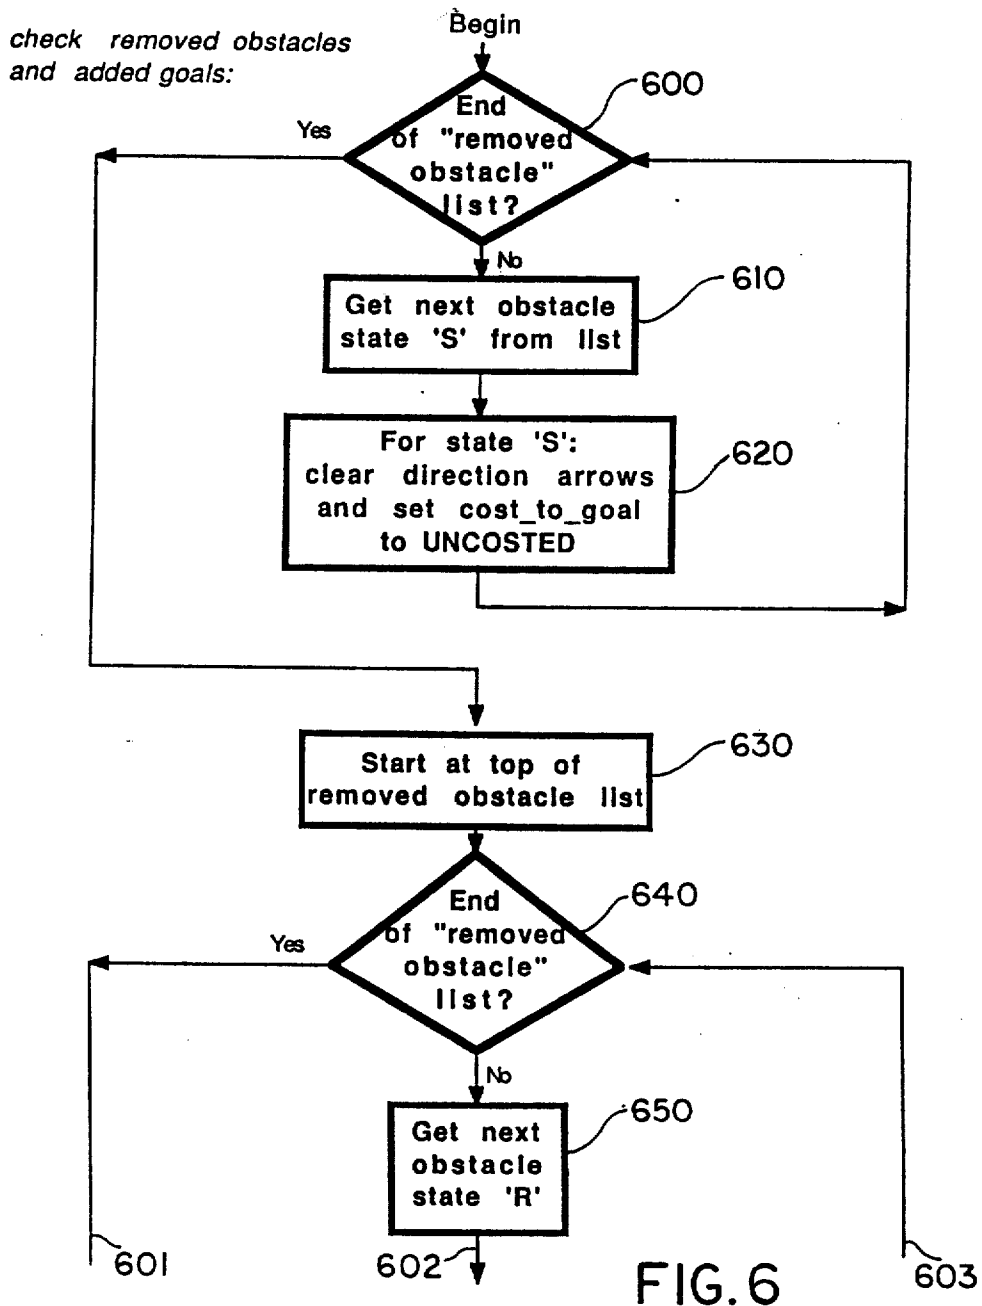 Begin
check removed obstacles
and added goals:
600
End
of "removed
obstacle"
list?
Yes
No
610
Get next obstacle
state 'S' from list
620
For state 'S':
clear direction arrows
and set cost_to_goal
to UNCOSTED
630
Start at top of
removed obstacle list
640
End
of "removed
obstacle"
list?
Yes
No
650
Get next
obstacle
state 'R'
601
602
603
FIG.6